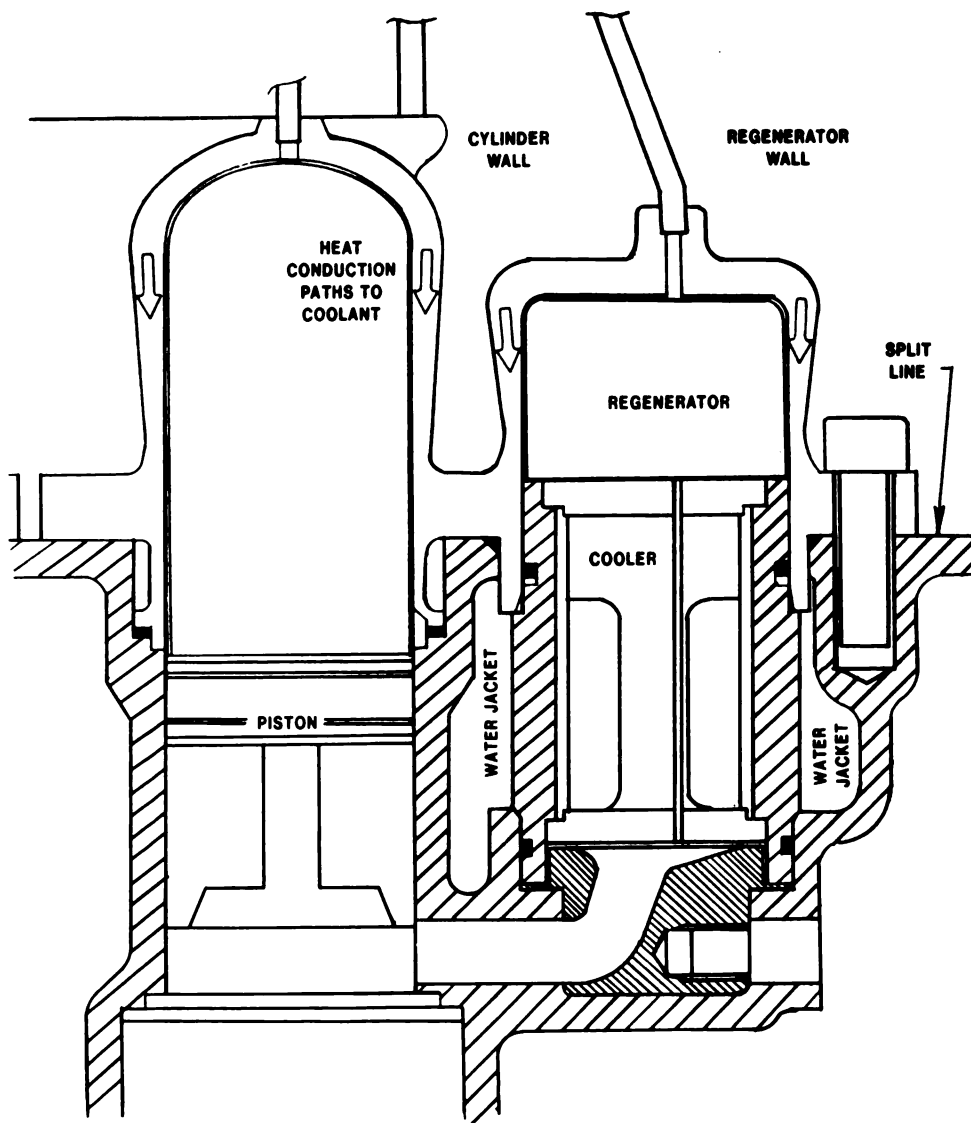 CYLINDER
WALL
REGENERATOR
WALL
HEAT
CONDUCTION
PATHS TO
COOLANT
SPLIT
LINE
REGENERATOR
COOLER
WATER JACKET
PISTON
WATER
JACKET